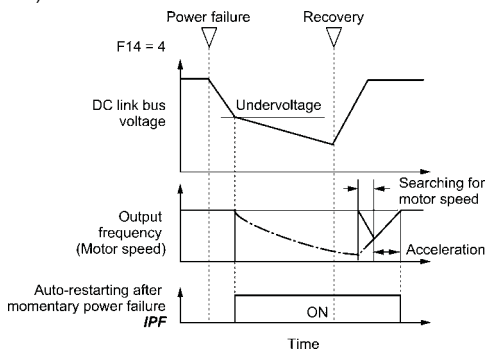 Power failure
Recovery
F14 = 4
DC link bus
voltage
Undervoltage
Searching for
motor speed
Output
frequency
(Motor speed)
Acceleration
Auto-restarting after
momentary power failure
IPF
ON
Time